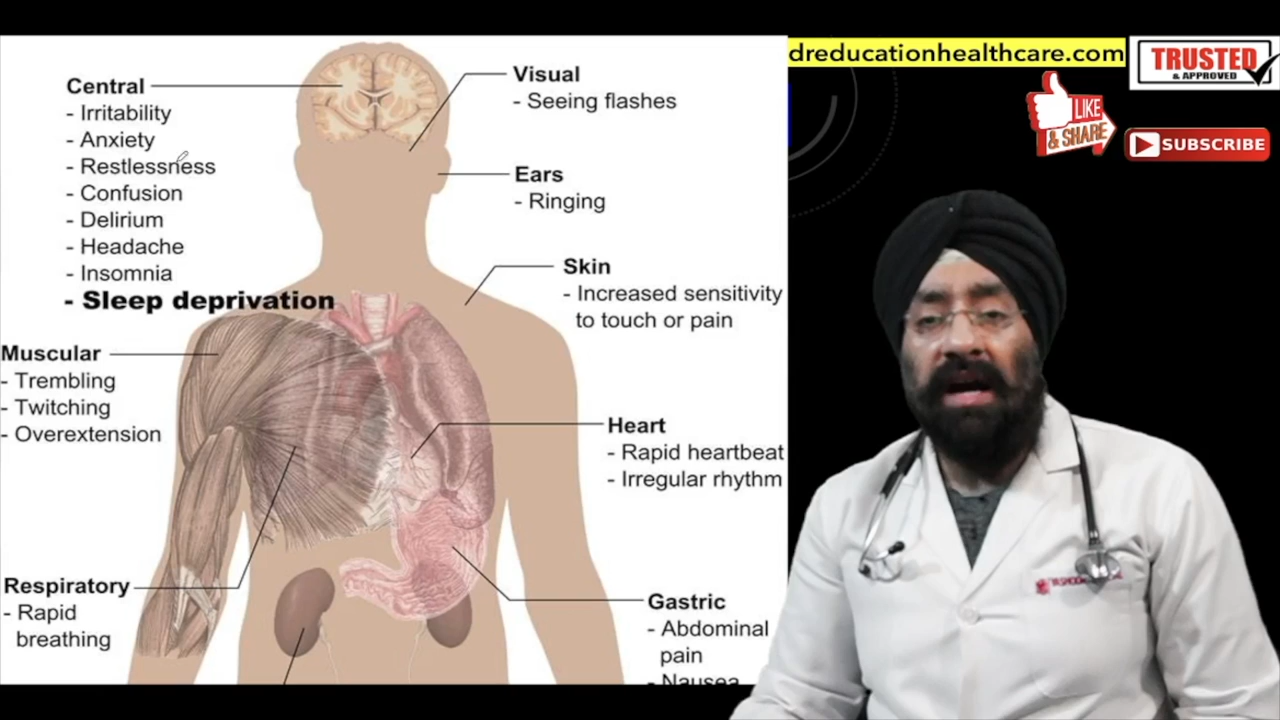 Central
- Irritability
- Anxiety
- Restlessness
- Confusion
- Delirium
- Headache
- Insomnia
- Sleep deprivation
Muscular
- Trembling
- Twitching
- Overextension
Respiratory
- Rapid
breathing
Visual
- Seeing flashes
Ears
- Ringing
Skin
- Increased sensitivity
to touch or pain
Heart
- Rapid heartbeat
- Irregular rhythm
Gastric
- Abdominal
pain
- Nausea
dreducationhealthcare.com
TRUSTED
& APPROVED
LIKE
& SHARE
SUBSCRIBE